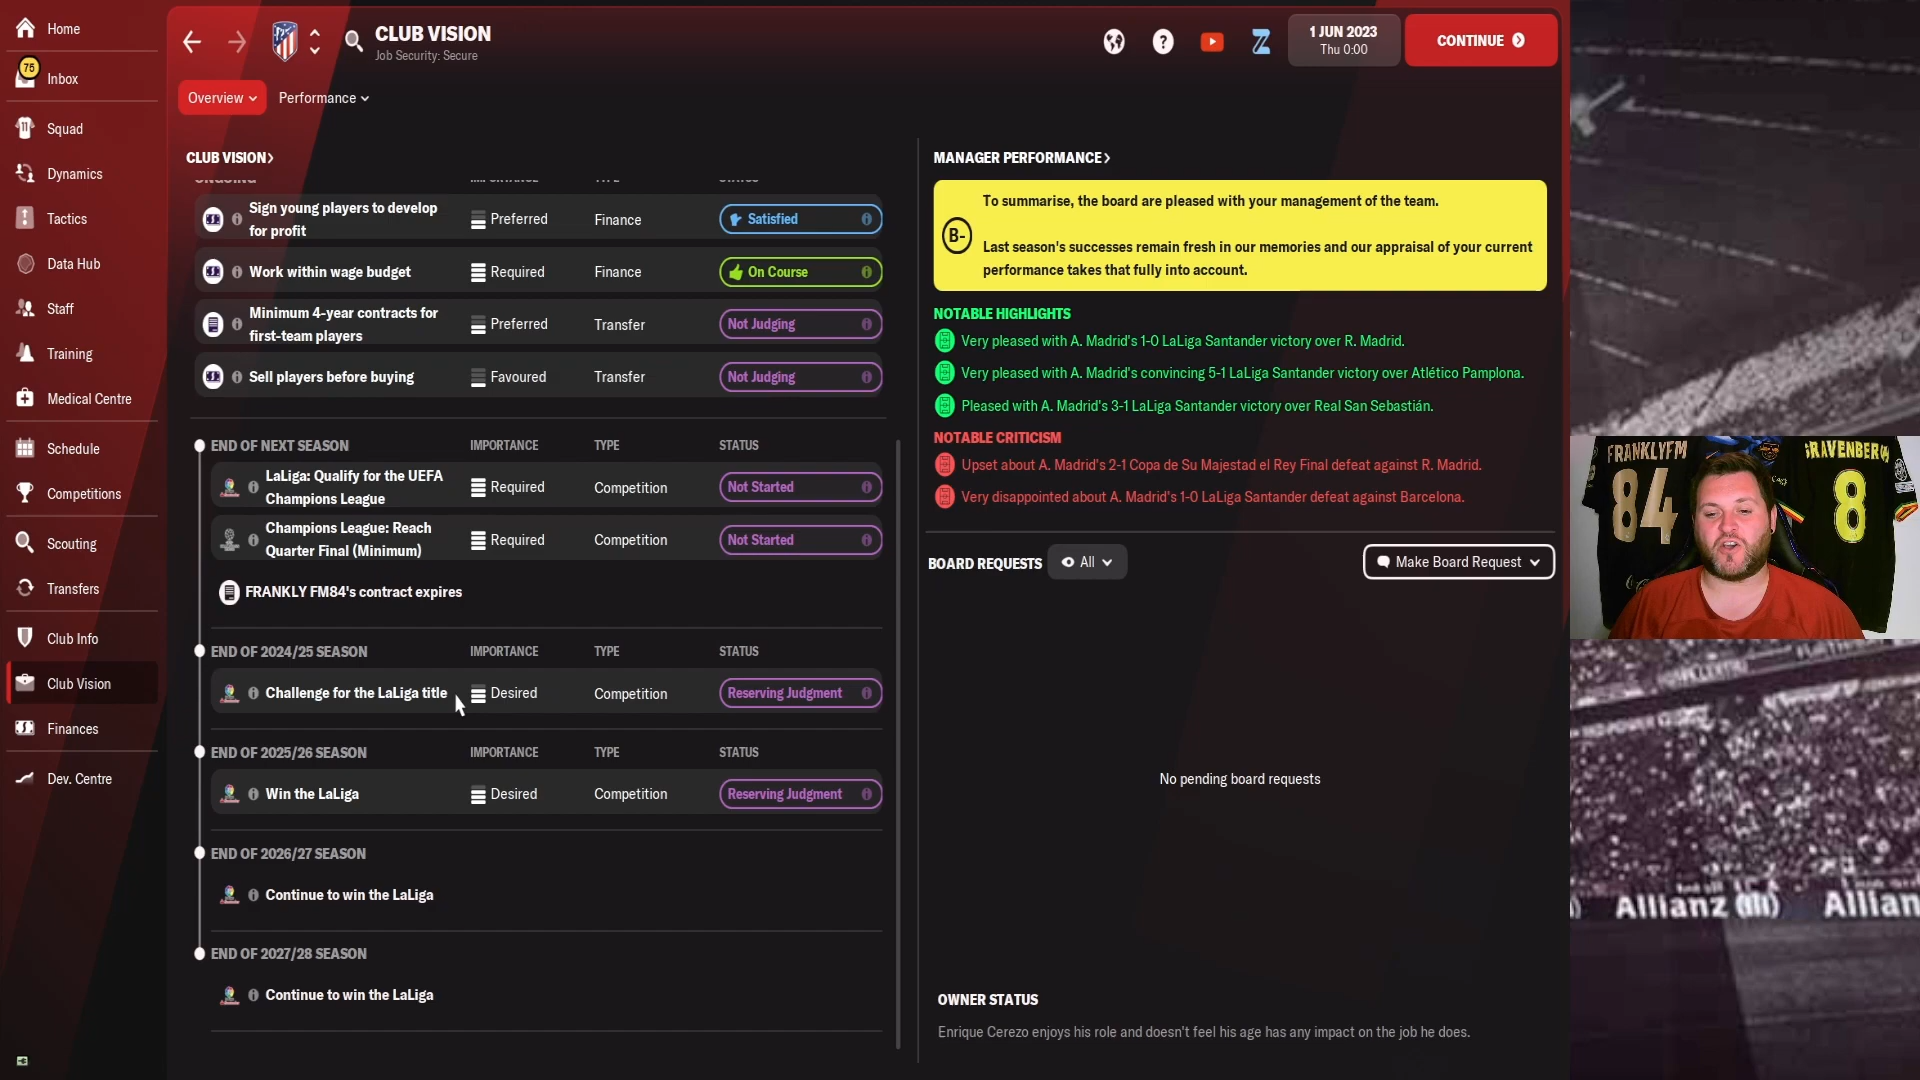 Home
75
Inbox
Squad
Dynamics
Tactics
Data Hub
Staff
Training
Medical Centre
Schedule
Competitions
Scouting
Transfers
Club Info
Club Vision
Finances
Dev. Centre
CLUB VISION
Job Security: Secure
1 JUN 2023
Thu 0:00
CONTINUE
Overview
Performance
CLUB VISION
ONGOING IMPORTANCE TYPE STATUS
Sign young players to develop
for profit
Preferred Finance Satisfied
Work within wage budget Required Finance On Course
Minimum 4-year contracts for
first-team players
Preferred Transfer Not Judging
Sell players before buying Favoured Transfer Not Judging
END OF NEXT SEASON IMPORTANCE TYPE STATUS
LaLiga: Qualify for the UEFA
Champions League
Required Competition Not Started
Champions League: Reach
Quarter Final (Minimum)
Required Competition Not Started
FRANKLY FM84's contract expires
END OF 2024/25 SEASON IMPORTANCE TYPE STATUS
Challenge for the LaLiga title Desired Competition Reserving Judgment
END OF 2025/26 SEASON IMPORTANCE TYPE STATUS
Win the LaLiga Desired Competition Reserving Judgment
END OF 2026/27 SEASON
Continue to win the LaLiga
END OF 2027/28 SEASON
Continue to win the LaLiga
MANAGER PERFORMANCE
B-
To summarise, the board are pleased with your management of the team.
Last season's successes remain fresh in our memories and our appraisal of your current
performance takes that fully into account.
NOTABLE HIGHLIGHTS
Very pleased with A. Madrid's 1-0 LaLiga Santander victory over R. Madrid.
Very pleased with A. Madrid's convincing 5-1 LaLiga Santander victory over Atlético Pamplona.
Pleased with A. Madrid's 3-1 LaLiga Santander victory over Real San Sebastián.
NOTABLE CRITICISM
Upset about A. Madrid's 2-1 Copa de Su Majestad el Rey Final defeat against R. Madrid.
Very disappointed about A. Madrid's 1-0 LaLiga Santander defeat against Barcelona.
BOARD REQUESTS All Make Board Request
No pending board requests
OWNER STATUS
Enrique Cerezo enjoys his role and doesn't feel his age has any impact on the job he does.
FRANKLYFM
84
GRAVENBERCH
8
Allianz Allian